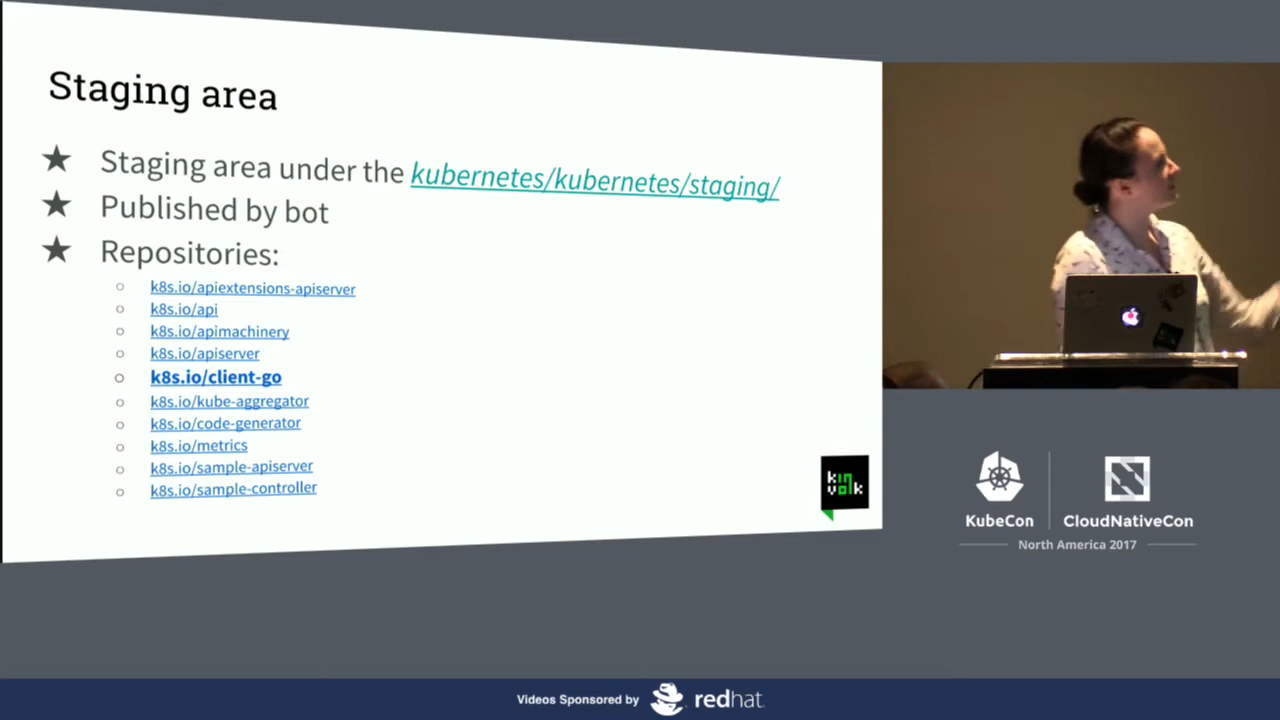 Staging area
★ Staging area under the kubernetes/kubernetes/staging/
★ Published by bot
★ Repositories:
○ k8s.io/apiextensions-apiserver
○ k8s.io/api
○ k8s.io/apimachinery
○ k8s.io/apiserver
○ k8s.io/client-go
○ k8s.io/kube-aggregator
○ k8s.io/code-generator
○ k8s.io/metrics
○ k8s.io/sample-apiserver
○ k8s.io/sample-controller
kin
volk
KubeCon
CloudNativeCon
North America 2017
Videos Sponsored by redhat.